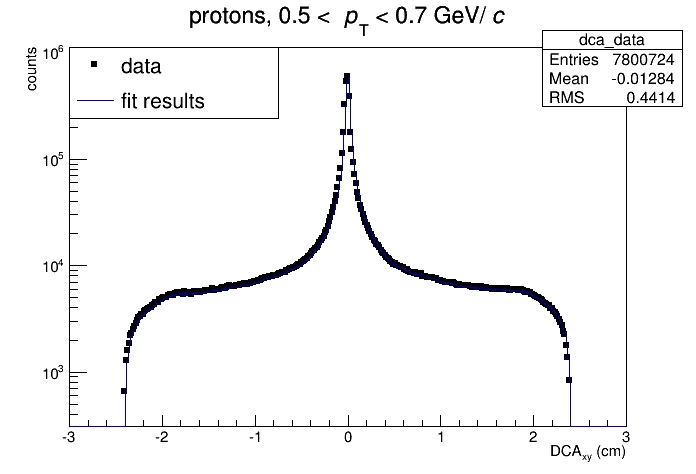 protons, 0.5 < p_T < 0.7 GeV/ c
dca_data
Entries 7800724
Mean -0.01284
RMS 0.4414
data
fit results
counts
10^6
10^5
10^4
10^3
-3 -2 -1 0 1 2 3
DCA_xy (cm)